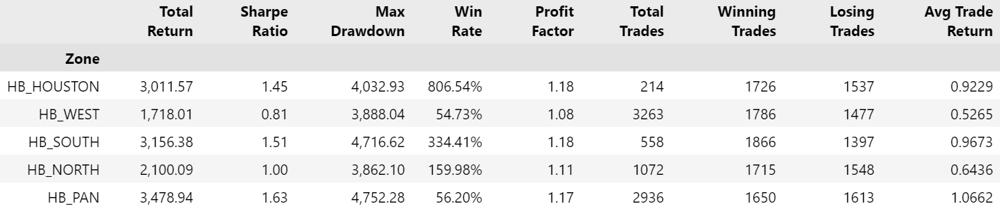 Total Sharpe Max Win Profit Total Winning Losing Avg Trade
Return Ratio Drawdown Rate Factor Trades Trades Trades Return
Zone
HB_HOUSTON 3,011.57 1.45 4,032.93 806.54% 1.18 214 1726 1537 0.9229
HB_WEST 1,718.01 0.81 3,888.04 54.73% 1.08 3263 1786 1477 0.5265
HB_SOUTH 3,156.38 1.51 4,716.62 334.41% 1.18 558 1866 1397 0.9673
HB_NORTH 2,100.09 1.00 3,862.10 159.98% 1.11 1072 1715 1548 0.6436
HB_PAN 3,478.94 1.63 4,752.28 56.20% 1.17 2936 1650 1613 1.0662